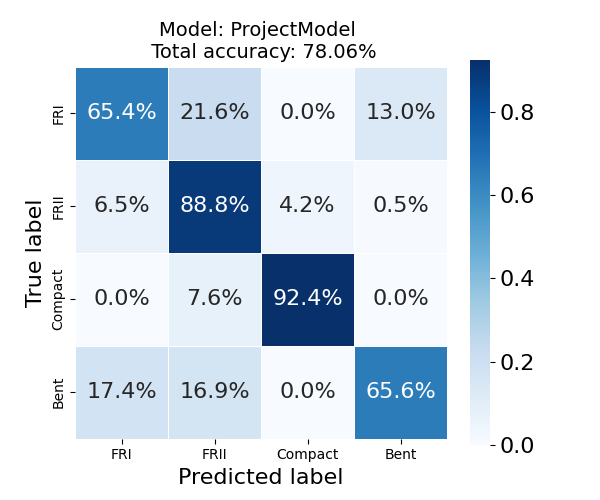 Model: ProjectModel
Total accuracy: 78.06%
True label
FRI
65.4% 21.6% 0.0% 13.0%
FRII
6.5% 88.8% 4.2% 0.5%
Compact
0.0% 7.6% 92.4% 0.0%
Bent
17.4% 16.9% 0.0% 65.6%
FRI FRII Compact Bent
Predicted label
0.8
0.6
0.4
0.2
0.0